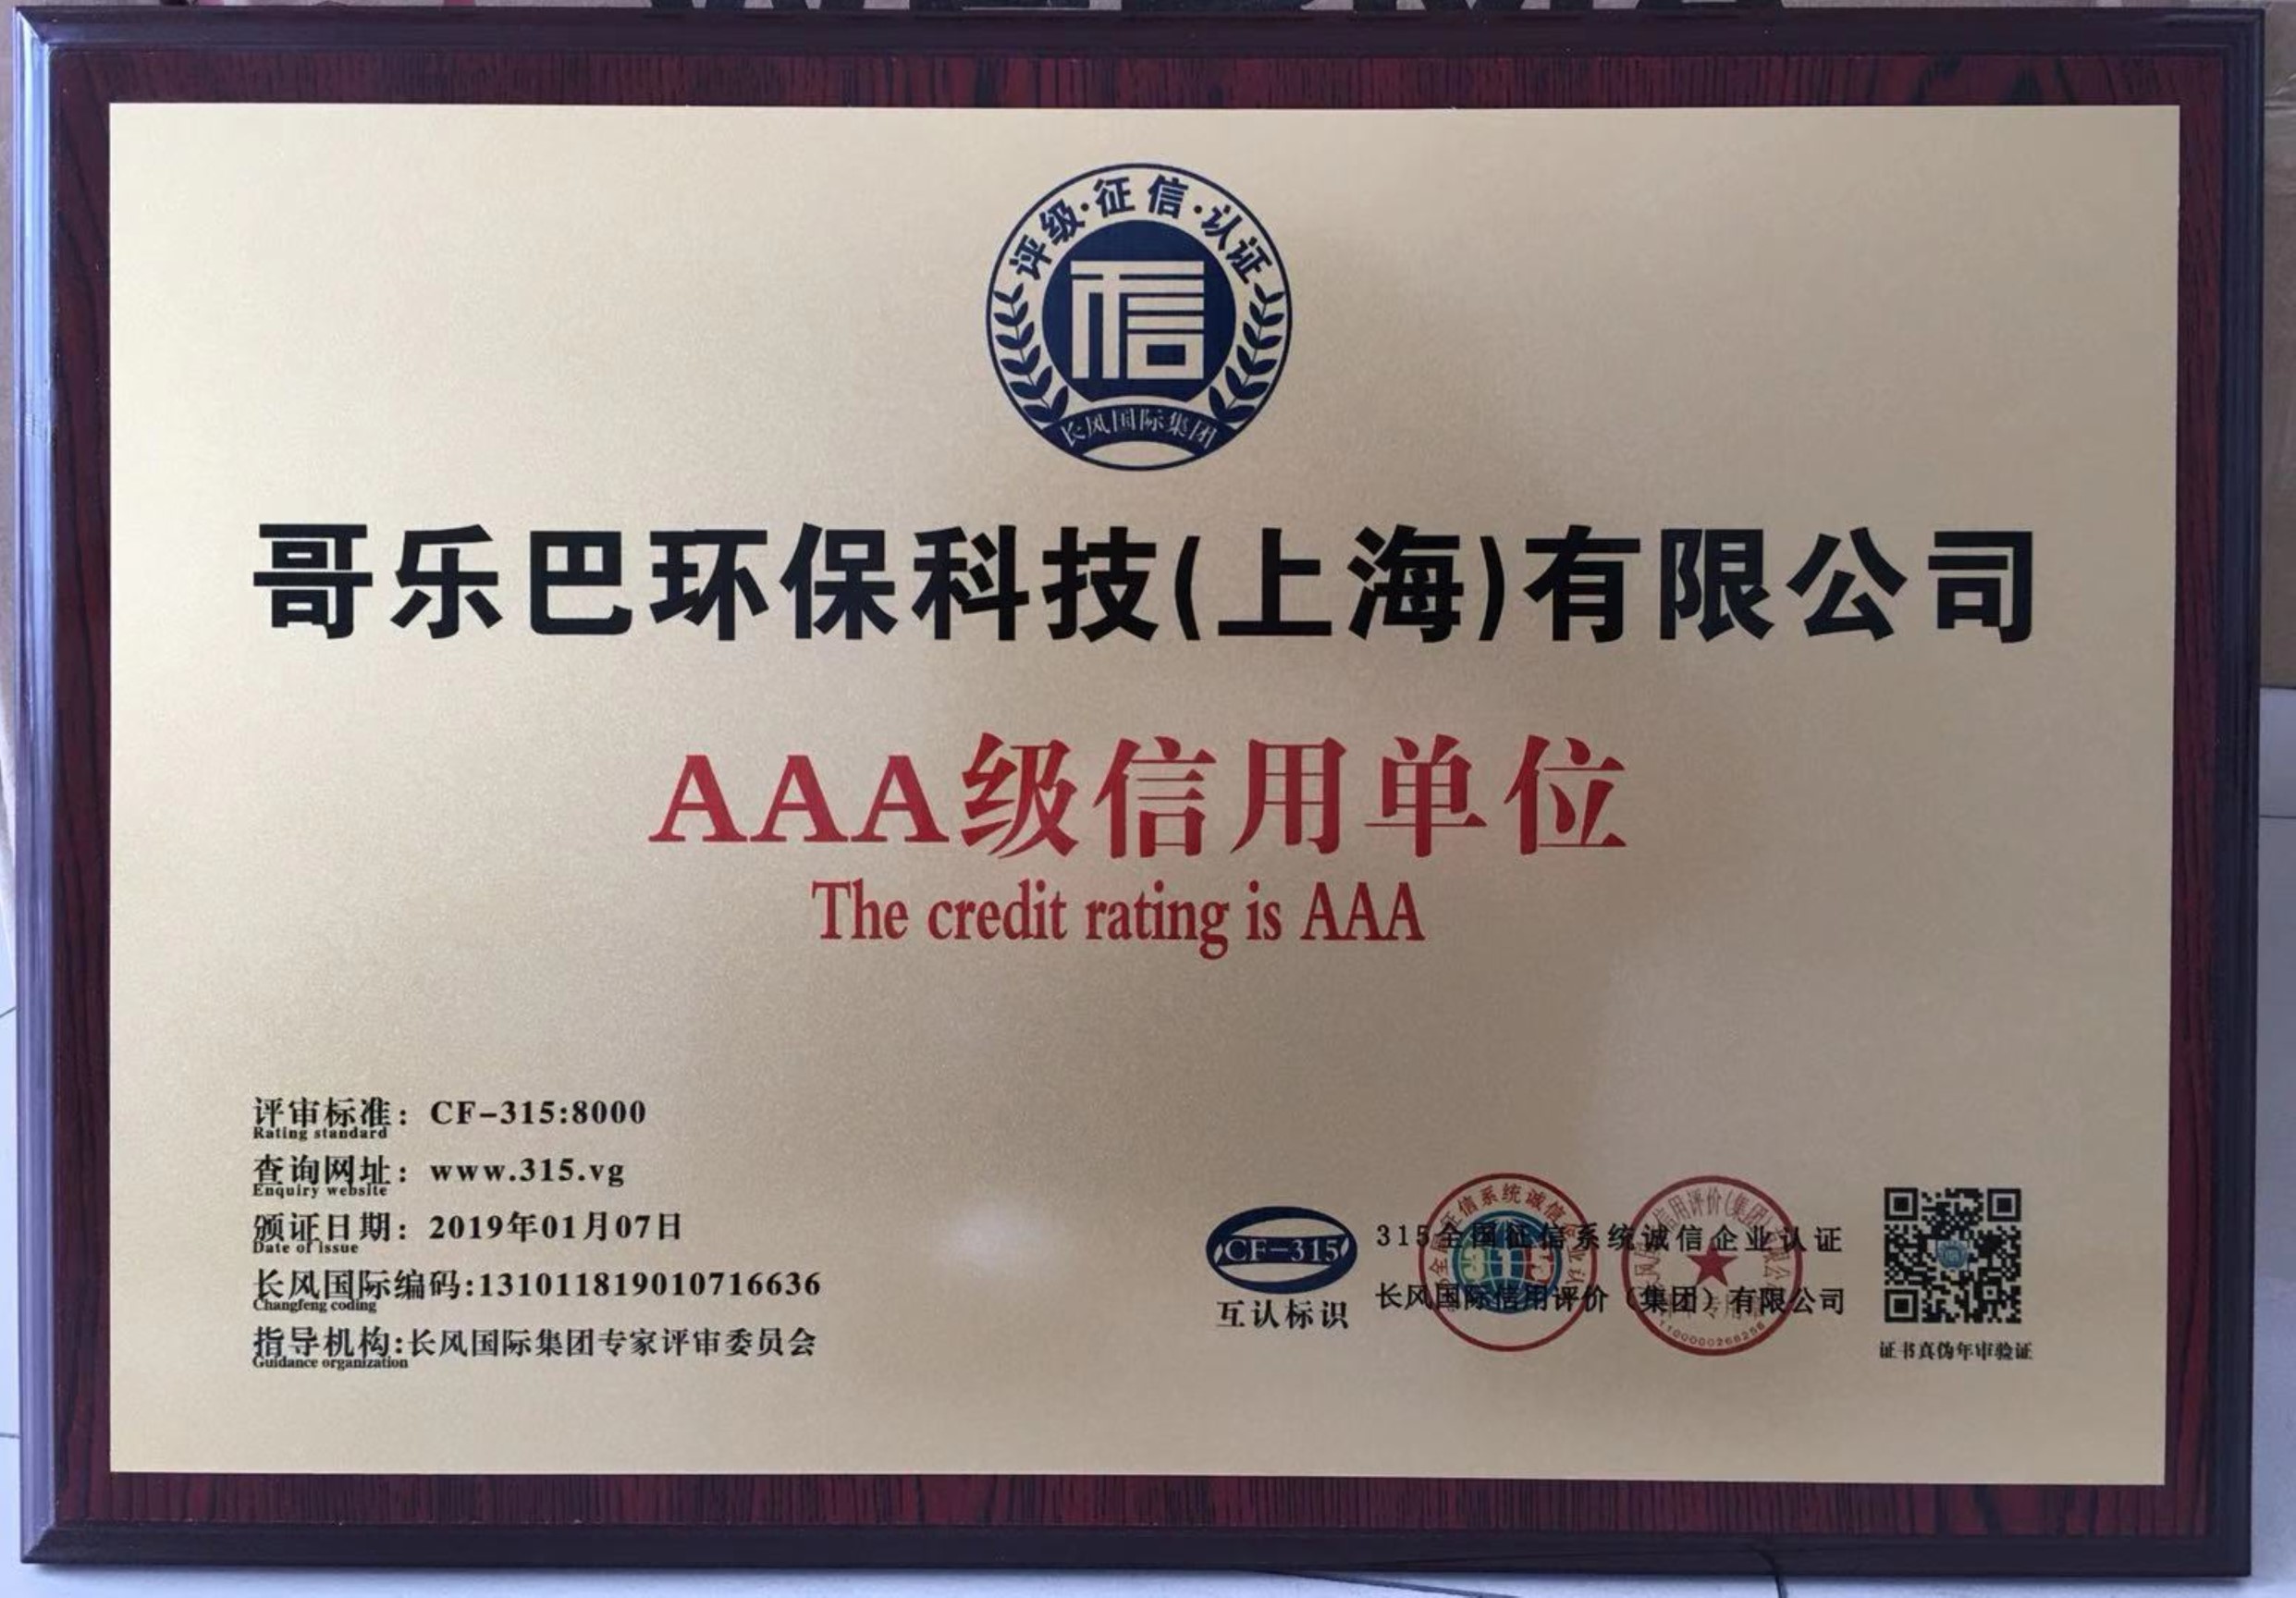 评级·征信·认证
信
长风国际集团
哥乐巴环保科技(上海)有限公司
AAA级信用单位
The credit rating is AAA
评审标准： CF-315:8000
Rating standard
查询网址： www.315.vg
Enquiry website
颁证日期： 2019年01月07日
Date of issue
长风国际编码:131011819010716636
Changfeng coding
指导机构:长风国际集团专家评审委员会
Guidance organization
CF-315
互认标识
315全国征信系统诚信企业认证
长风国际信用评价（集团）有限公司
证书真伪年审验证